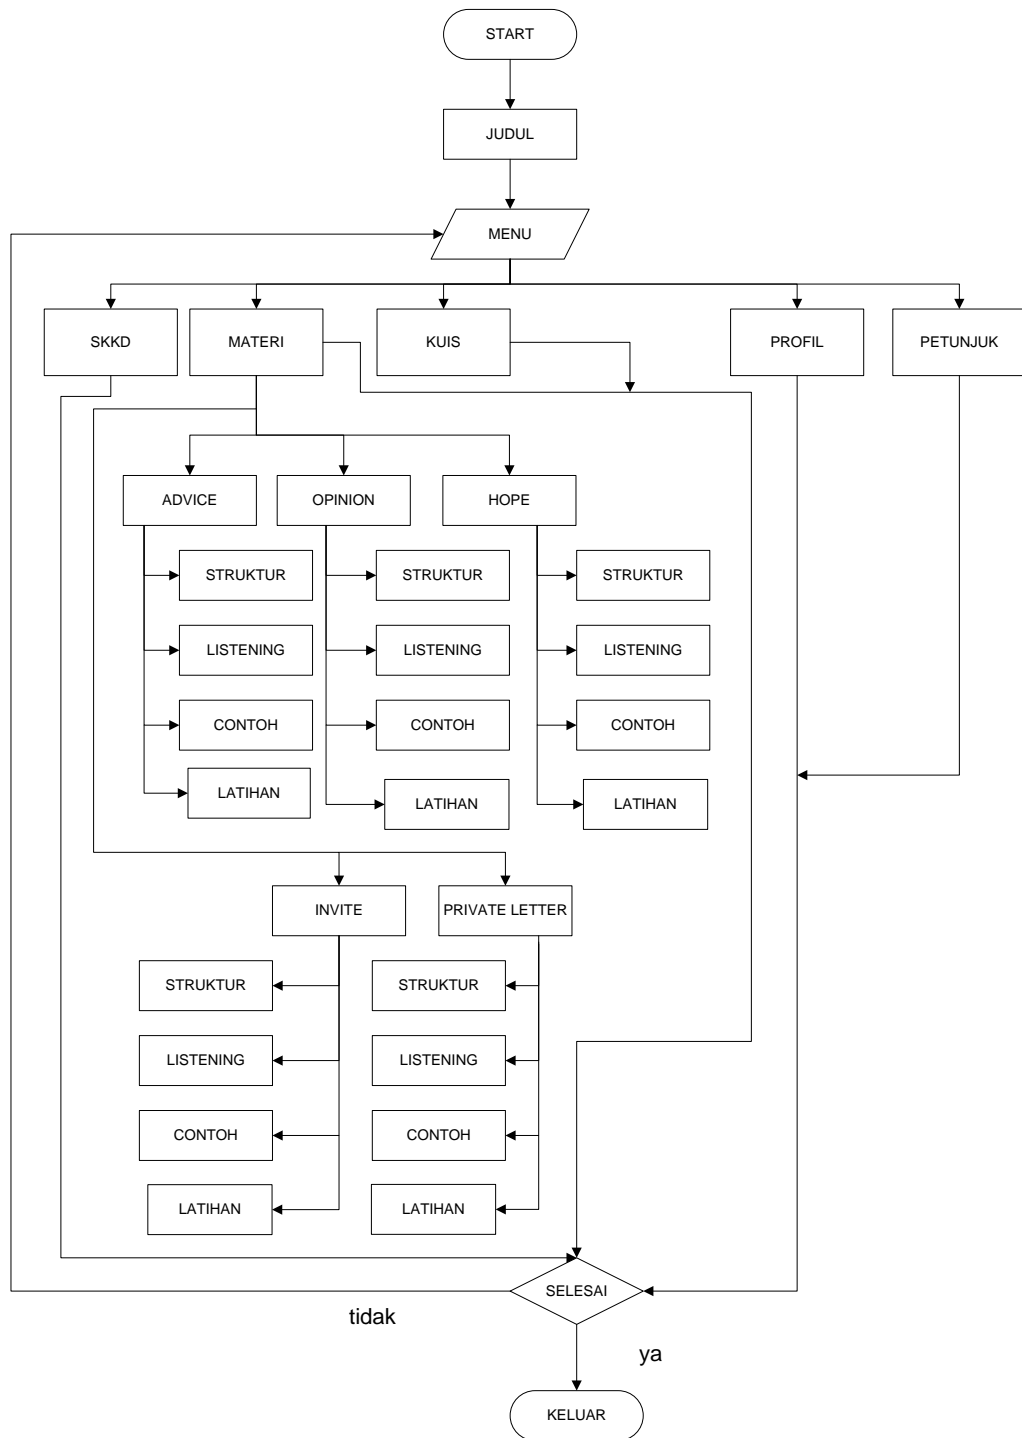 START
JUDUL
MENU
SKKD
MATERI
KUIS
PROFIL
PETUNJUK
ADVICE
OPINION
HOPE
STRUKTUR
STRUKTUR
STRUKTUR
LISTENING
LISTENING
LISTENING
CONTOH
CONTOH
CONTOH
LATIHAN
LATIHAN
LATIHAN
INVITE
PRIVATE LETTER
STRUKTUR
STRUKTUR
LISTENING
LISTENING
CONTOH
CONTOH
LATIHAN
LATIHAN
SELESAI
tidak
ya
KELUAR